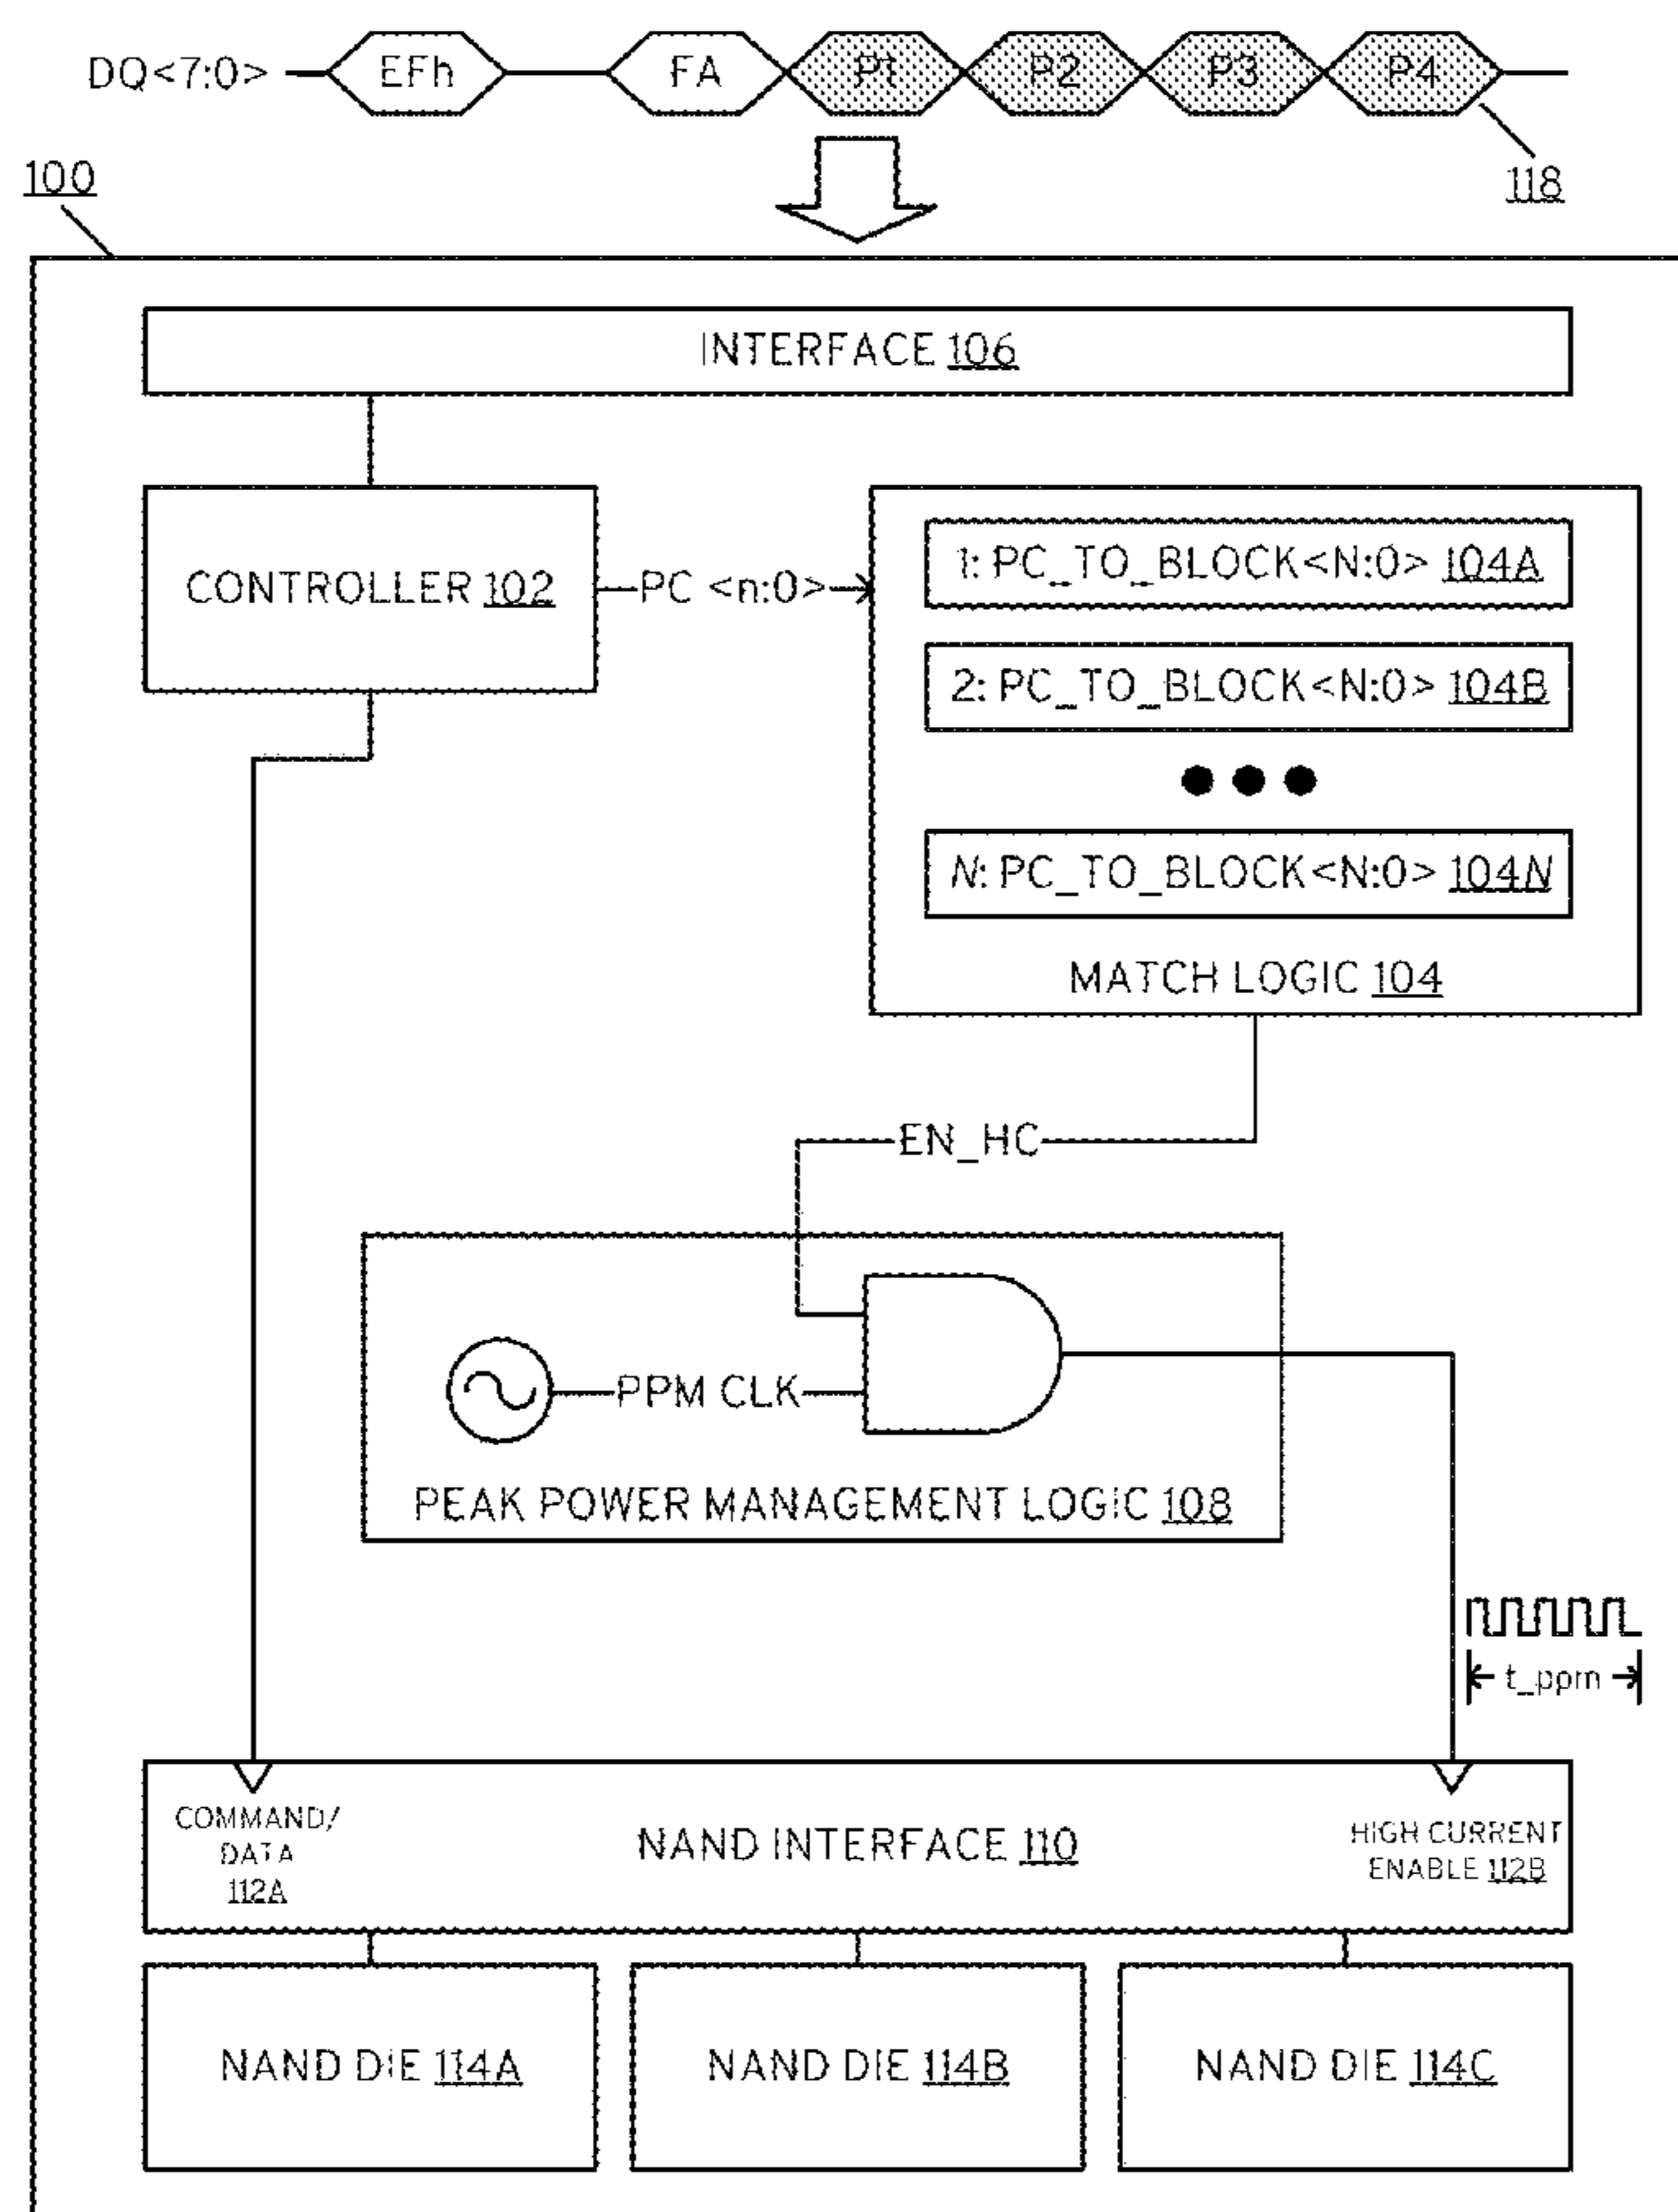 DQ<7:0> EFh FA P1 P2 P3 P4
118
100
INTERFACE 106
CONTROLLER 102
PC <n:0>
1: PC_TO_BLOCK<N:0> 104A
2: PC_TO_BLOCK<N:0> 104B
N: PC_TO_BLOCK<N:0> 104N
MATCH LOGIC 104
EN_HC
PPM CLK
PEAK POWER MANAGEMENT LOGIC 108
t_ppm
COMMAND/
DATA
112A
NAND INTERFACE 110
HIGH CURRENT
ENABLE 112B
NAND DIE 114A
NAND DIE 114B
NAND DIE 114C